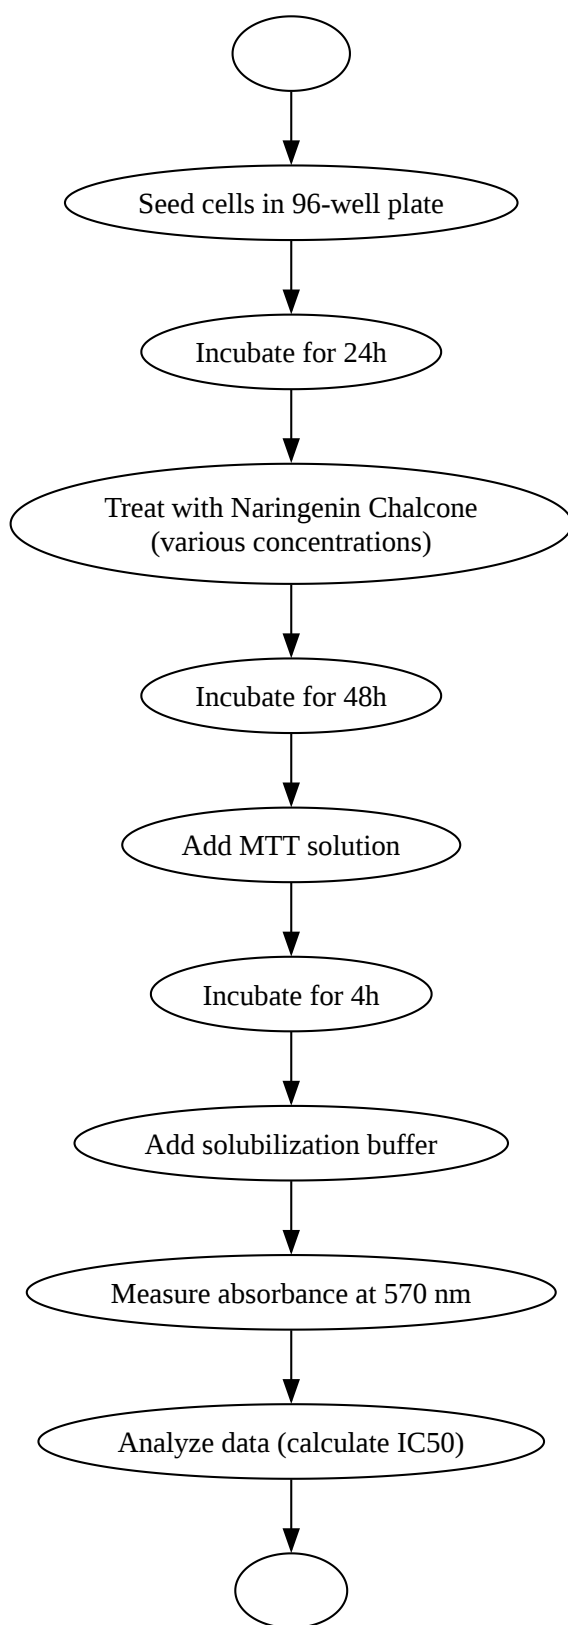 Seed cells in 96-well plate
Incubate for 24h
Treat with Naringenin Chalcone
(various concentrations)
Incubate for 48h
Add MTT solution
Incubate for 4h
Add solubilization buffer
Measure absorbance at 570 nm
Analyze data (calculate IC50)